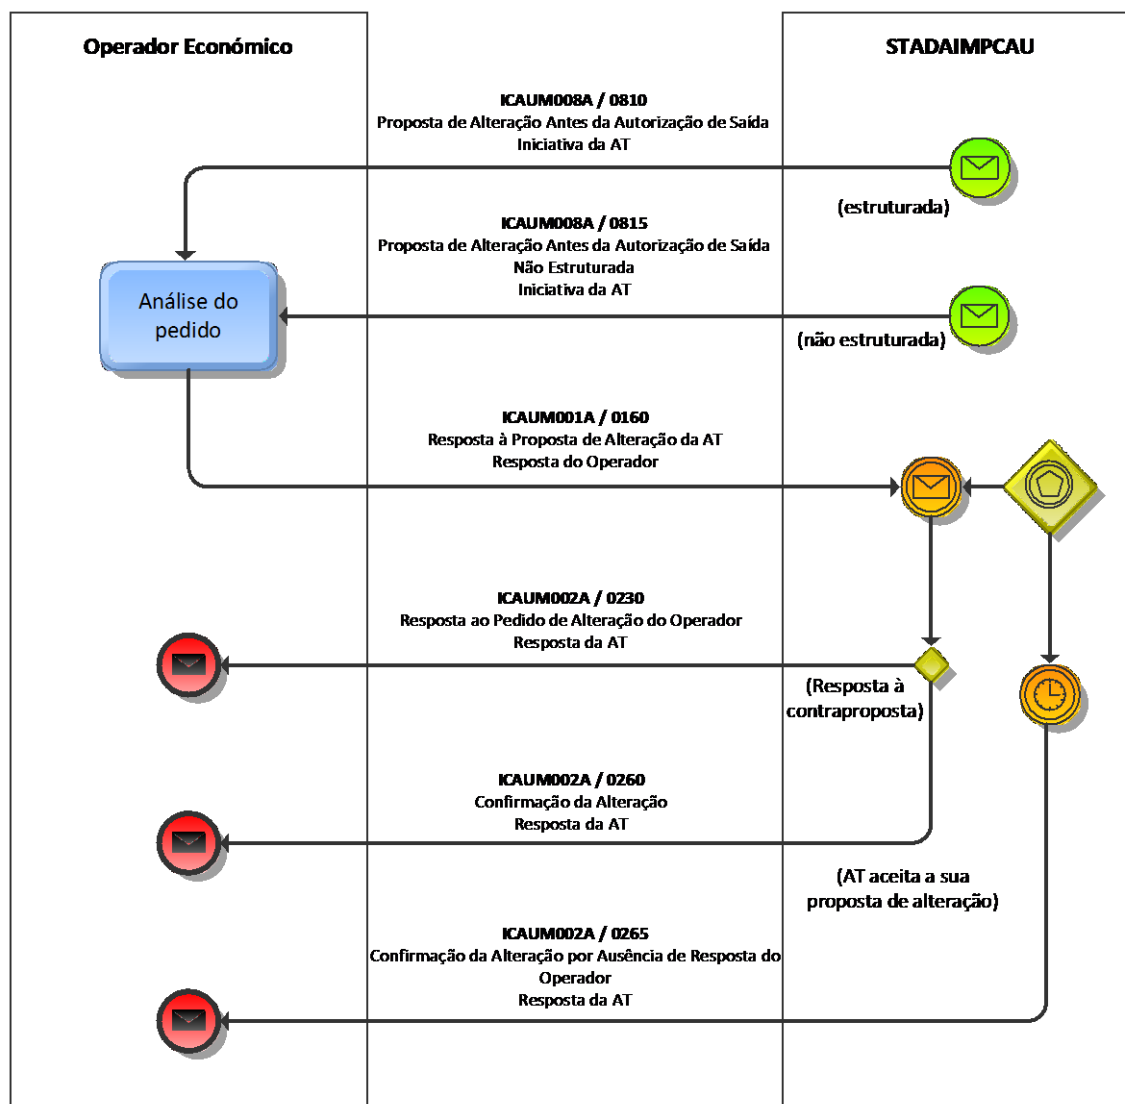 Operador Económico
STADAIMPCAU
ICAUM008A / 0810
Proposta de Alteração Antes da Autorização de Saída
Iniciativa da AT
(estruturada)
ICAUM008A / 0815
Proposta de Alteração Antes da Autorização de Saída
Não Estruturada
Iniciativa da AT
Análise do
pedido
(não estruturada)
ICAUM001A / 0160
Resposta à Proposta de Alteração da AT
Resposta do Operador
ICAUM002A / 0230
Resposta ao Pedido de Alteração do Operador
Resposta da AT
(Resposta à
contraproposta)
ICAUM002A / 0260
Confirmação da Alteração
Resposta da AT
(AT aceita a sua
proposta de alteração)
ICAUM002A / 0265
Confirmação da Alteração por Ausência de Resposta do
Operador
Resposta da AT